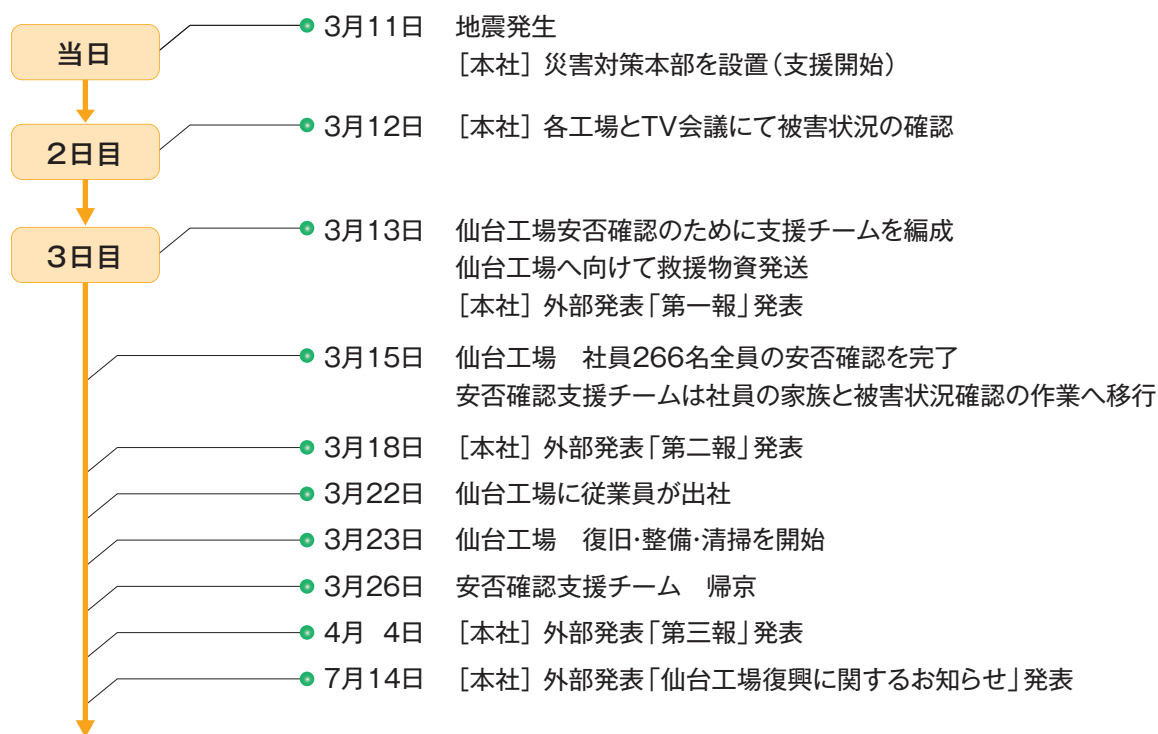 当日
3月11日 地震発生
［本社］災害対策本部を設置（支援開始）
2日目
3月12日 ［本社］各工場とTV会議にて被害状況の確認
3日目
3月13日 仙台工場安否確認のために支援チームを編成
仙台工場へ向けて救援物資発送
［本社］外部発表「第一報」発表
3月15日 仙台工場　社員266名全員の安否確認を完了
安否確認支援チームは社員の家族と被害状況確認の作業へ移行
3月18日 ［本社］外部発表「第二報」発表
3月22日 仙台工場に従業員が出社
3月23日 仙台工場　復旧・整備・清掃を開始
3月26日 安否確認支援チーム　帰京
4月 4日 ［本社］外部発表「第三報」発表
7月14日 ［本社］外部発表「仙台工場復興に関するお知らせ」発表